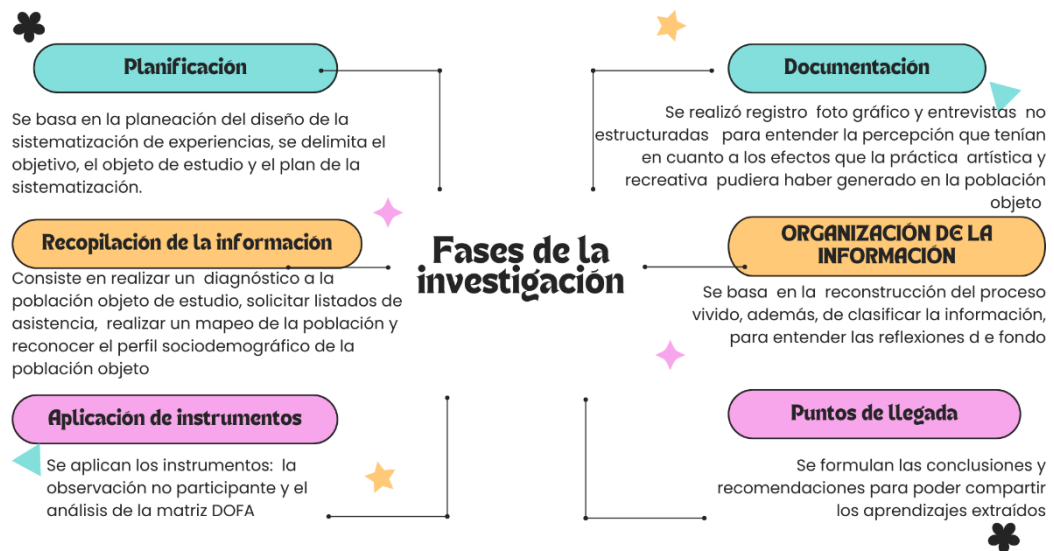 Planificación
Se basa en la planeación del diseño de la
sistematización de experiencias, se delimita el
objetivo, el objeto de estudio y el plan de la
sistematización.
Recopilación de la información
Consiste en realizar un diagnóstico a la
población objeto de estudio, solicitar listados de
asistencia, realizar un mapeo de la población y
reconocer el perfil sociodemográfico de la
población objeto
Aplicación de instrumentos
Se aplican los instrumentos: la
observación no participante y el
análisis de la matriz DOFA
Fases de la
investigación
Documentación
Se realizó registro foto gráfico y entrevistas no
estructuradas para entender la percepción que tenían
en cuanto a los efectos que la práctica artística y
recreativa pudiera haber generado en la población
objeto
ORGANIZACIÓN DE LA
INFORMACIÓN
Se basa en la reconstrucción del proceso
vivido, además, de clasificar la información,
para entender las reflexiones d e fondo
Puntos de llegada
Se formulan las conclusiones y
recomendaciones para poder compartir
los aprendizajes extraídos